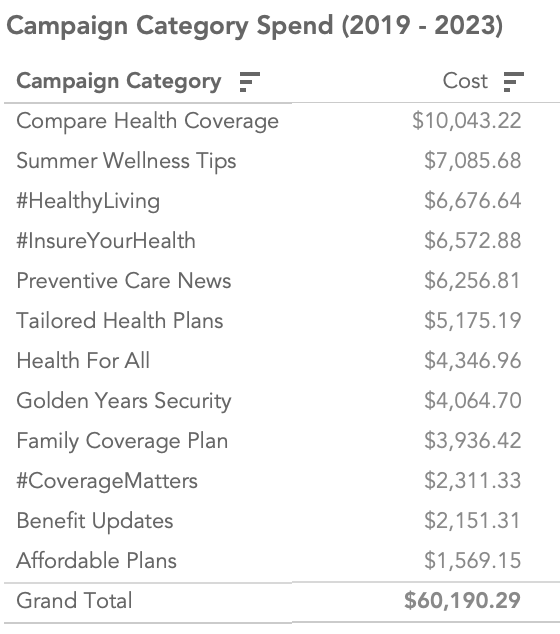 Campaign Category Spend (2019 - 2023)
Campaign Category Cost
Compare Health Coverage $10,043.22
Summer Wellness Tips $7,085.68
#HealthyLiving $6,676.64
#InsureYourHealth $6,572.88
Preventive Care News $6,256.81
Tailored Health Plans $5,175.19
Health For All $4,346.96
Golden Years Security $4,064.70
Family Coverage Plan $3,936.42
#CoverageMatters $2,311.33
Benefit Updates $2,151.31
Affordable Plans $1,569.15
Grand Total $60,190.29